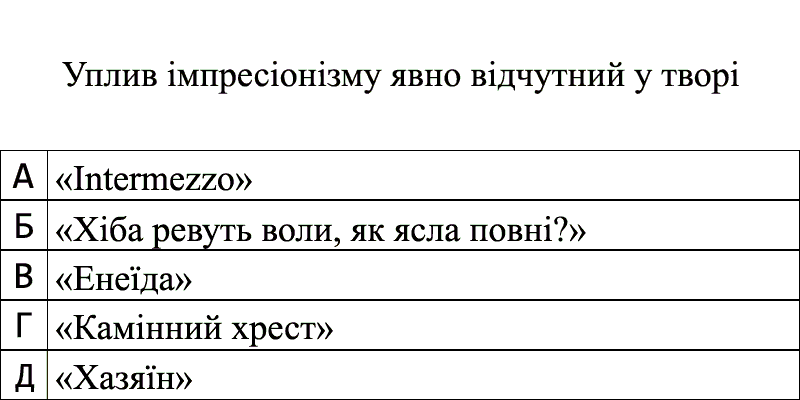 Уплив імпресіонізму явно відчутний у творі
А «Intermezzo»
Б «Хіба ревуть воли, як ясла повні?»
В «Енеїда»
Г «Камінний хрест»
Д «Хазяїн»